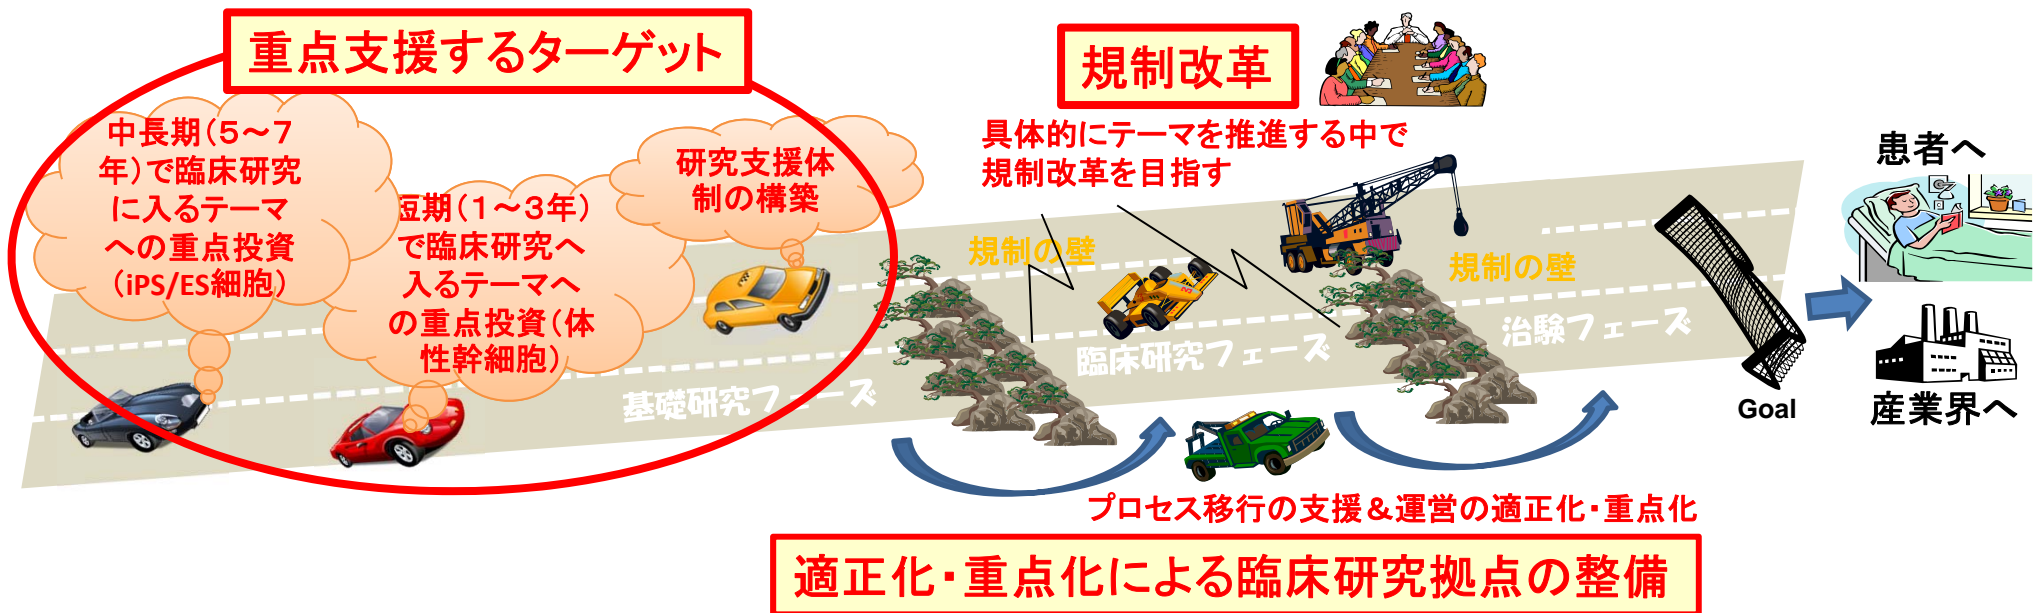 重点支援するターゲット
中長期（５～７
年）で臨床研究
に入るテーマ
への重点投資
（iPS/ES細胞）
短期（１～３年）
で臨床研究へ
入るテーマへ
の重点投資（体
性幹細胞）
研究支援体
制の構築
基礎研究フェーズ
規制改革
具体的にテーマを推進する中で
規制改革を目指す
規制の壁
臨床研究フェーズ
規制の壁
治験フェーズ
Goal
患者へ
産業界へ
プロセス移行の支援＆運営の適正化・重点化
適正化・重点化による臨床研究拠点の整備